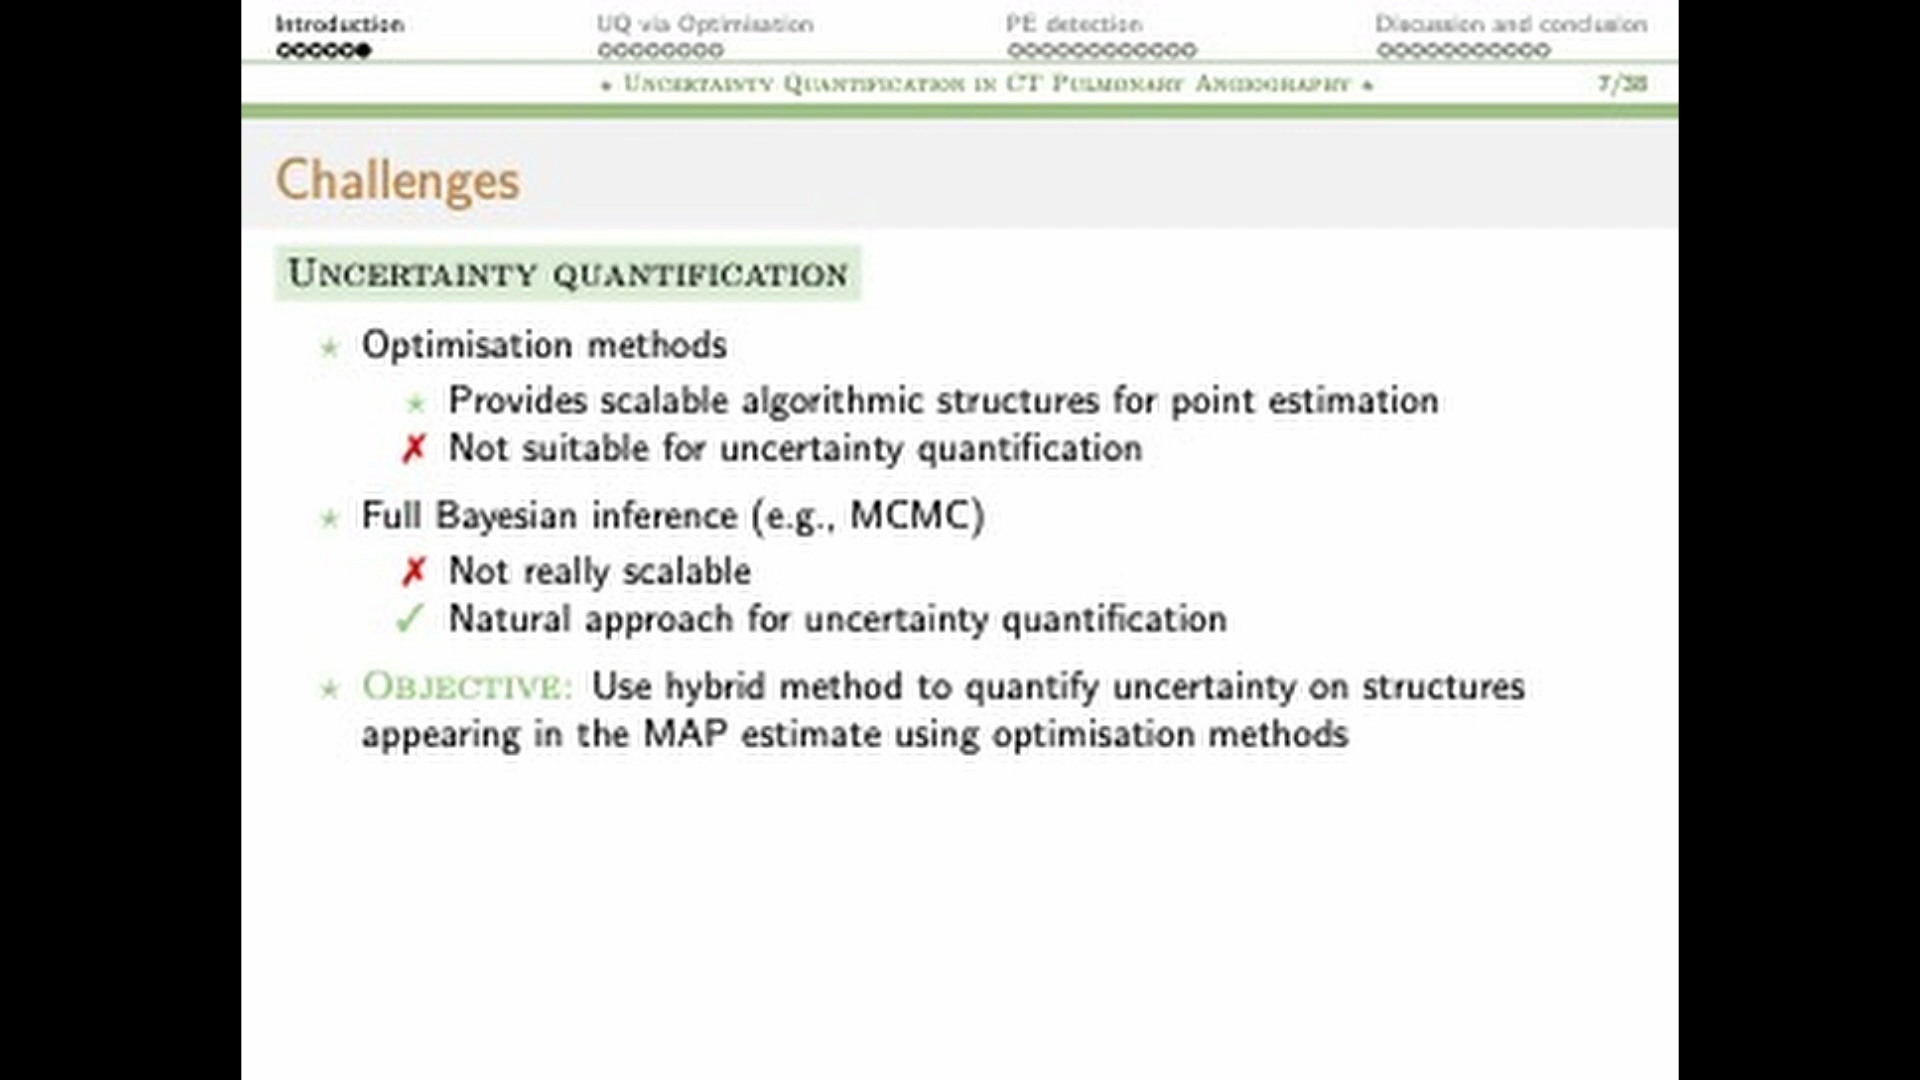 Introduction
UQ via Optimisation
PE detection
Discussion and conclusion
UNCERTAINTY QUANTIFICATION IN CT PULMONARY ANGIOGRAPHY
7/38
Challenges
UNCERTAINTY QUANTIFICATION
Optimisation methods
Provides scalable algorithmic structures for point estimation
✗ Not suitable for uncertainty quantification
Full Bayesian inference (e.g., MCMC)
✗ Not really scalable
✓ Natural approach for uncertainty quantification
OBJECTIVE: Use hybrid method to quantify uncertainty on structures
appearing in the MAP estimate using optimisation methods